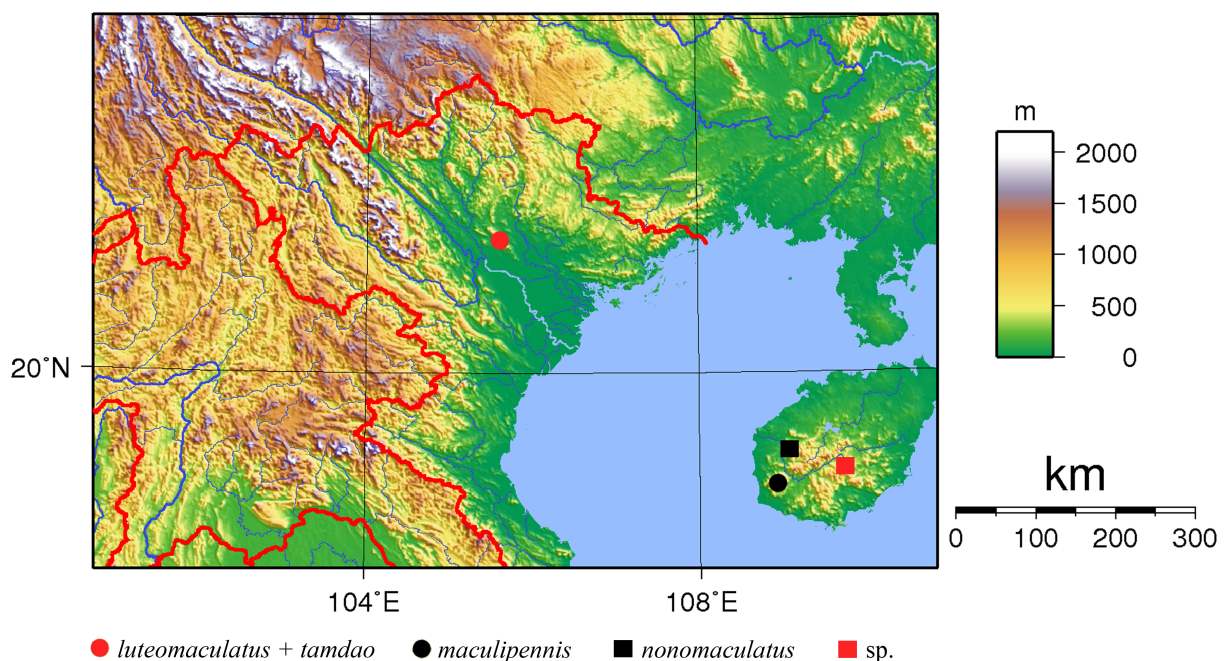 m
2000
1500
1000
500
0
20°N
km
0 100 200 300
104°E 108°E
luteomaculatus + tamdao maculipennis nonomaculatus sp.